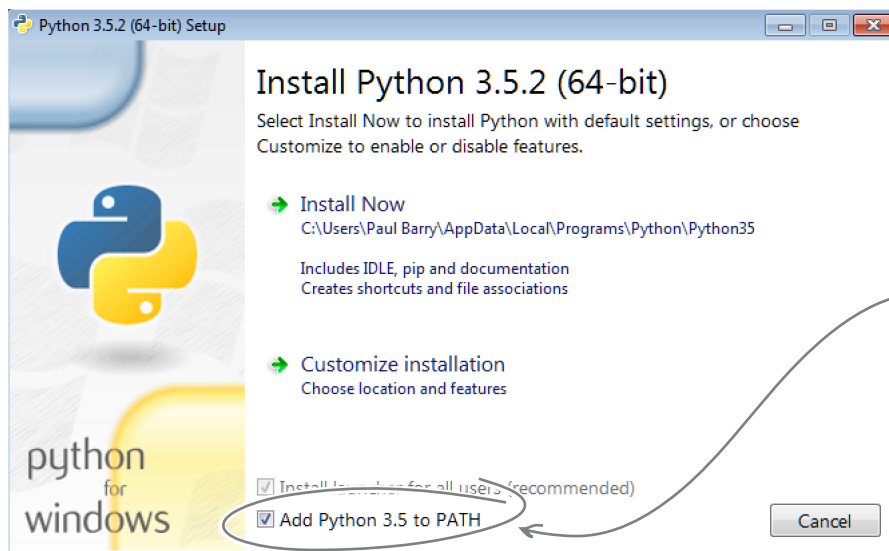 Python 3.5.2 (64-bit) Setup
Install Python 3.5.2 (64-bit)
Select Install Now to install Python with default settings, or choose
Customize to enable or disable features.
Install Now
C:\Users\Paul Barry\AppData\Local\Programs\Python\Python35
Includes IDLE, pip and documentation
Creates shortcuts and file associations
Customize installation
Choose location and features
python
for
windows
Install launcher for all users (recommended)
Add Python 3.5 to PATH
Cancel